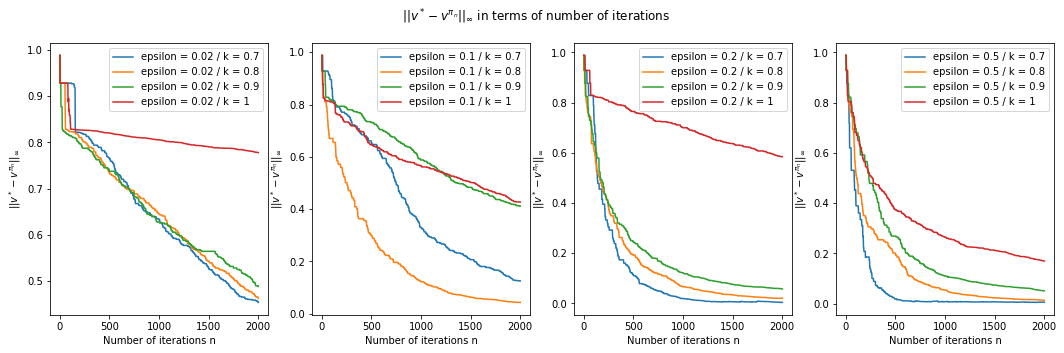 ||v* − v^{π_n}||_∞ in terms of number of iterations
||v* − v^{π_n}||_∞
1.0
0.9
0.8
0.7
0.6
0.5
0 500 1000 1500 2000
Number of iterations n
epsilon = 0.02 / k = 0.7
epsilon = 0.02 / k = 0.8
epsilon = 0.02 / k = 0.9
epsilon = 0.02 / k = 1
||v* − v^{π_n}||_∞
1.0
0.8
0.6
0.4
0.2
0.0
0 500 1000 1500 2000
Number of iterations n
epsilon = 0.1 / k = 0.7
epsilon = 0.1 / k = 0.8
epsilon = 0.1 / k = 0.9
epsilon = 0.1 / k = 1
||v* − v^{π_n}||_∞
1.0
0.8
0.6
0.4
0.2
0.0
0 500 1000 1500 2000
Number of iterations n
epsilon = 0.2 / k = 0.7
epsilon = 0.2 / k = 0.8
epsilon = 0.2 / k = 0.9
epsilon = 0.2 / k = 1
||v* − v^{π_n}||_∞
1.0
0.8
0.6
0.4
0.2
0.0
0 500 1000 1500 2000
Number of iterations n
epsilon = 0.5 / k = 0.7
epsilon = 0.5 / k = 0.8
epsilon = 0.5 / k = 0.9
epsilon = 0.5 / k = 1